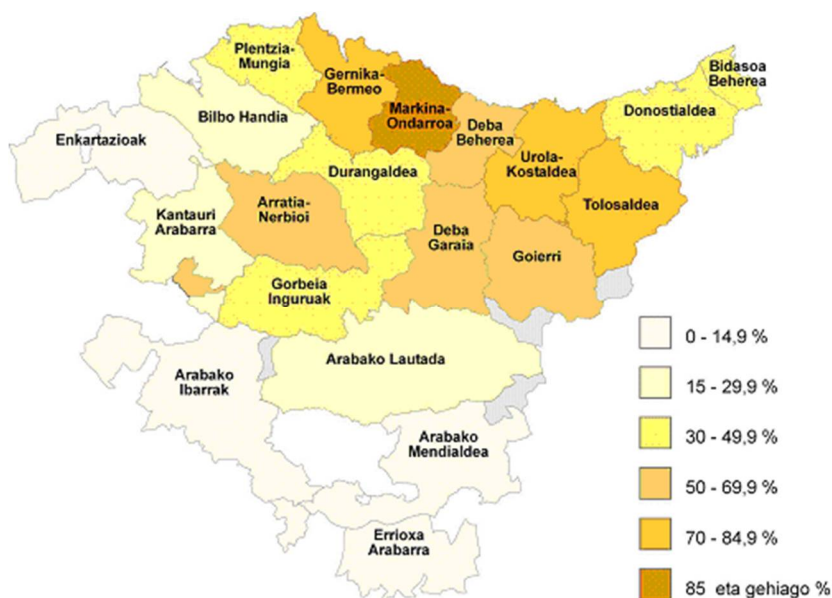 Plentzia-
Mungia
Gernika-
Bermeo
Markina-
Ondarroa
Bidasoa
Beherea
Donostialdea
Bilbo Handia
Deba
Beherea
Enkartazioak
Urola-
Kostaldea
Durangaldea
Tolosaldea
Arratia-
Nerbioi
Kantauri
Arabarra
Deba
Garaia
Goierri
Gorbeia
Inguruak
Arabako Lautada
Arabako
Ibarrak
Arabako
Mendialdea
Errioxa
Arabarra
0 - 14,9 %
15 - 29,9 %
30 - 49,9 %
50 - 69,9 %
70 - 84,9 %
85 eta gehiago %